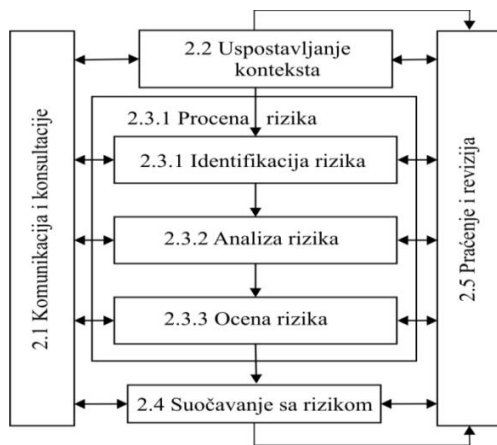 2.2 Uspostavljanje
konteksta
2.3.1 Procena rizika
2.3.1 Identifikacija rizika
2.3.2 Analiza rizika
2.3.3 Ocena rizika
2.4 Suočavanje sa rizikom
2.1 Komunikacija i konsultacije
2.5 Praćenje i revizija